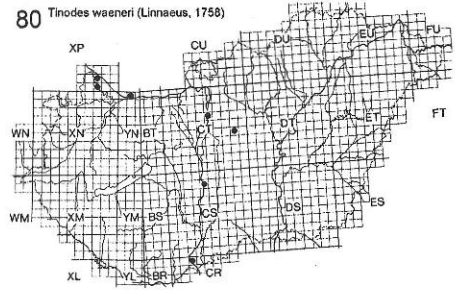 80 Tinodes waeneri (Linnaeus, 1758)
XP CU DU EU FU
WN XN YN BT CT DT ET FT
WM XM YM BS CS DS ES
XL YL BR CR